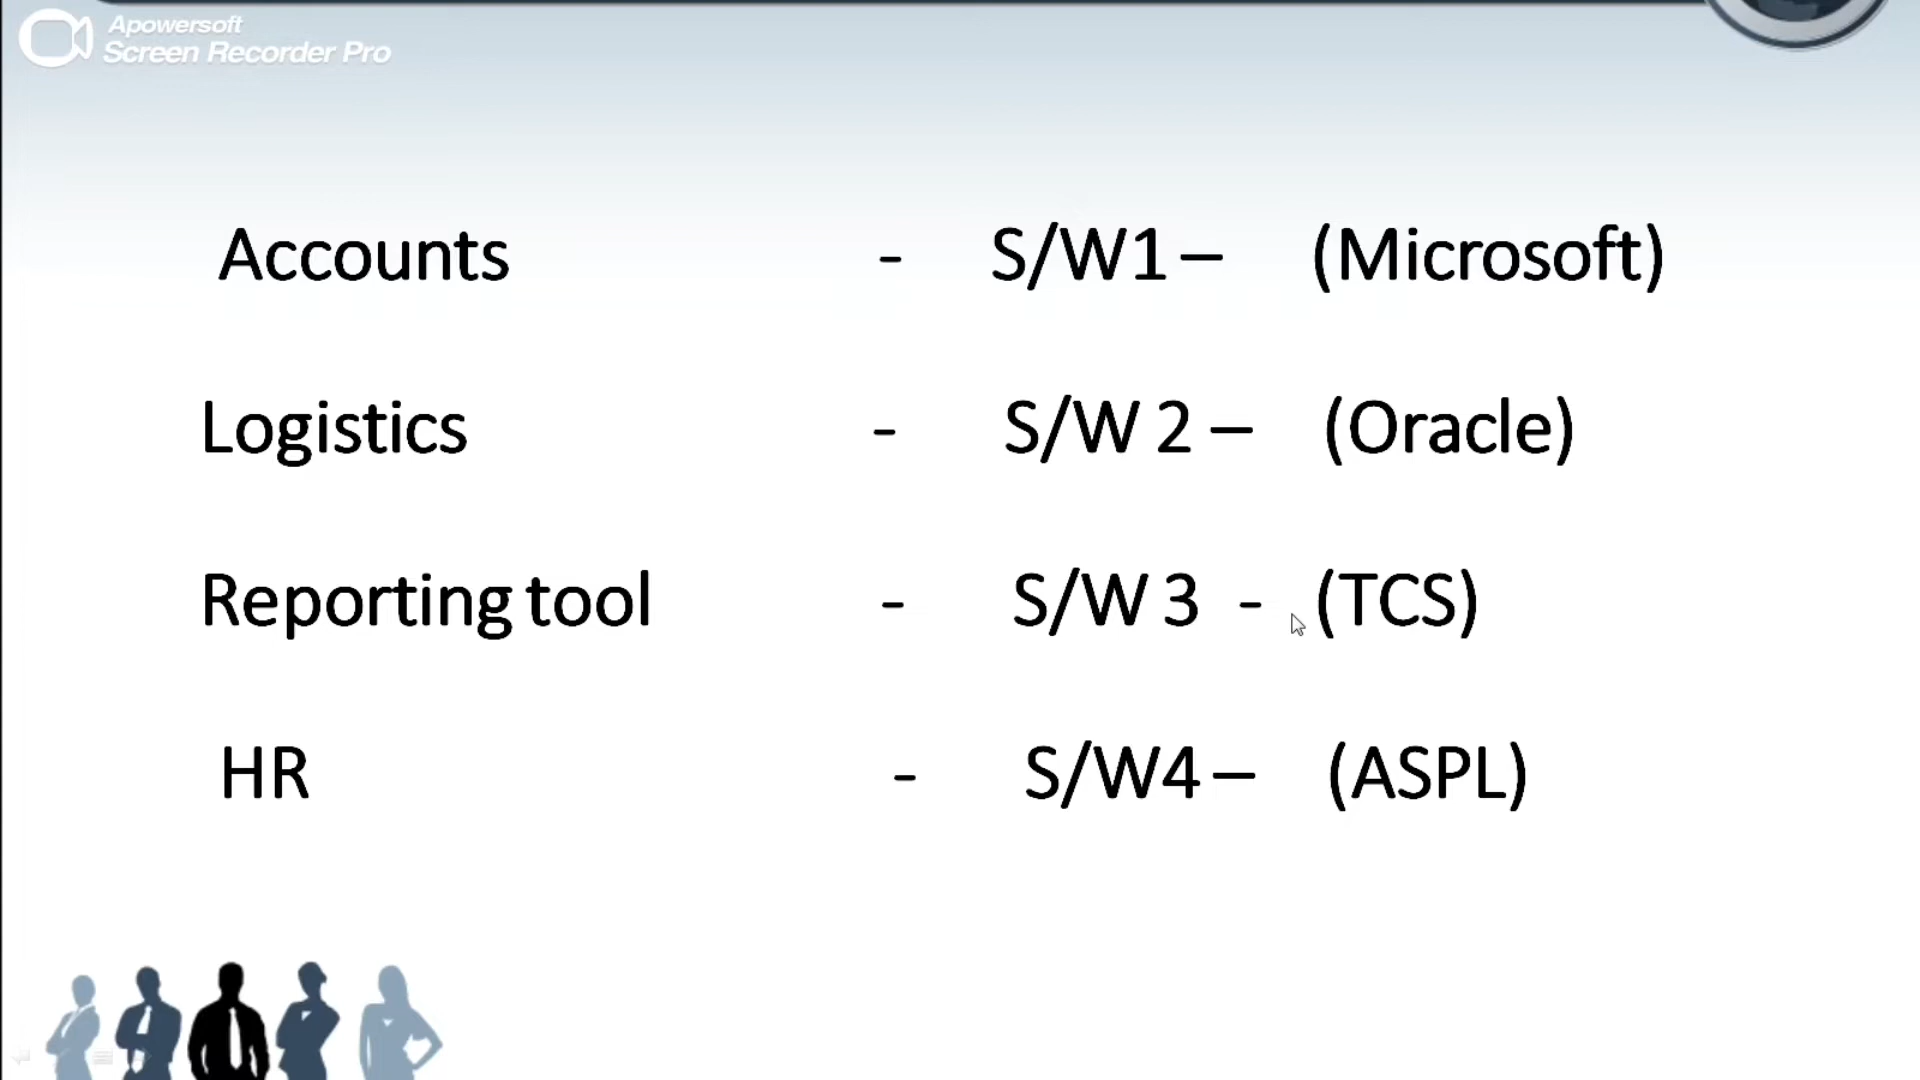 Apowersoft
Screen Recorder Pro
Accounts - S/W1 – (Microsoft)
Logistics - S/W 2 – (Oracle)
Reporting tool - S/W 3 - (TCS)
HR - S/W4 – (ASPL)